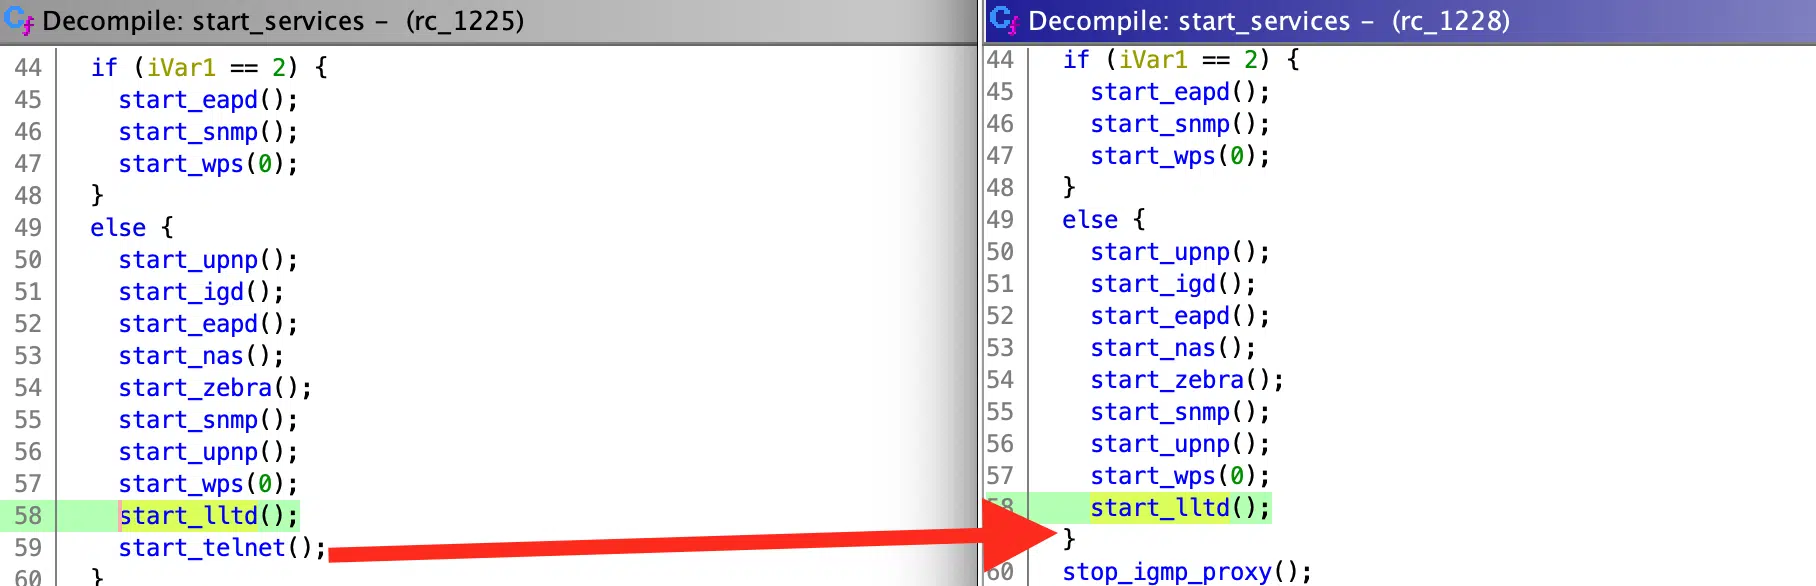 Decompile: start_services - (rc_1225)
44 if (iVar1 == 2) {
45 start_eapd();
46 start_snmp();
47 start_wps(0);
48 }
49 else {
50 start_upnp();
51 start_igd();
52 start_eapd();
53 start_nas();
54 start_zebra();
55 start_snmp();
56 start_upnp();
57 start_wps(0);
58 start_lltd();
59 start_telnet();
60 }
Decompile: start_services - (rc_1228)
44 if (iVar1 == 2) {
45 start_eapd();
46 start_snmp();
47 start_wps(0);
48 }
49 else {
50 start_upnp();
51 start_igd();
52 start_eapd();
53 start_nas();
54 start_zebra();
55 start_snmp();
56 start_upnp();
57 start_wps(0);
58 start_lltd();
}
60 stop_igmp_proxy();